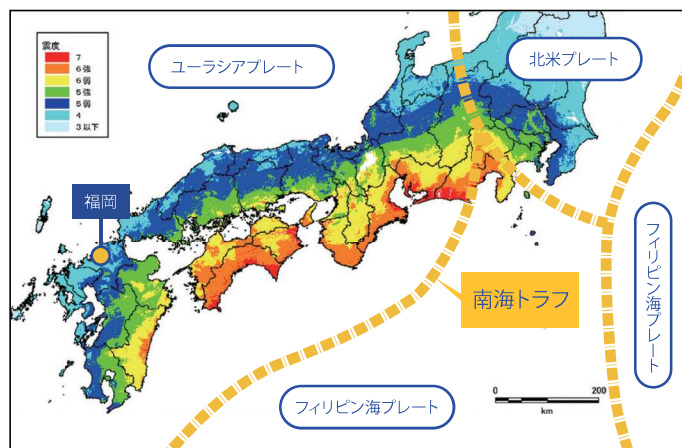 震度
7
6強
6弱
5強
5弱
4
3以下
ユーラシアプレート
北米プレート
福岡
南海トラフ
フィリピン海プレート
フィリピン海プレート
0
200
km